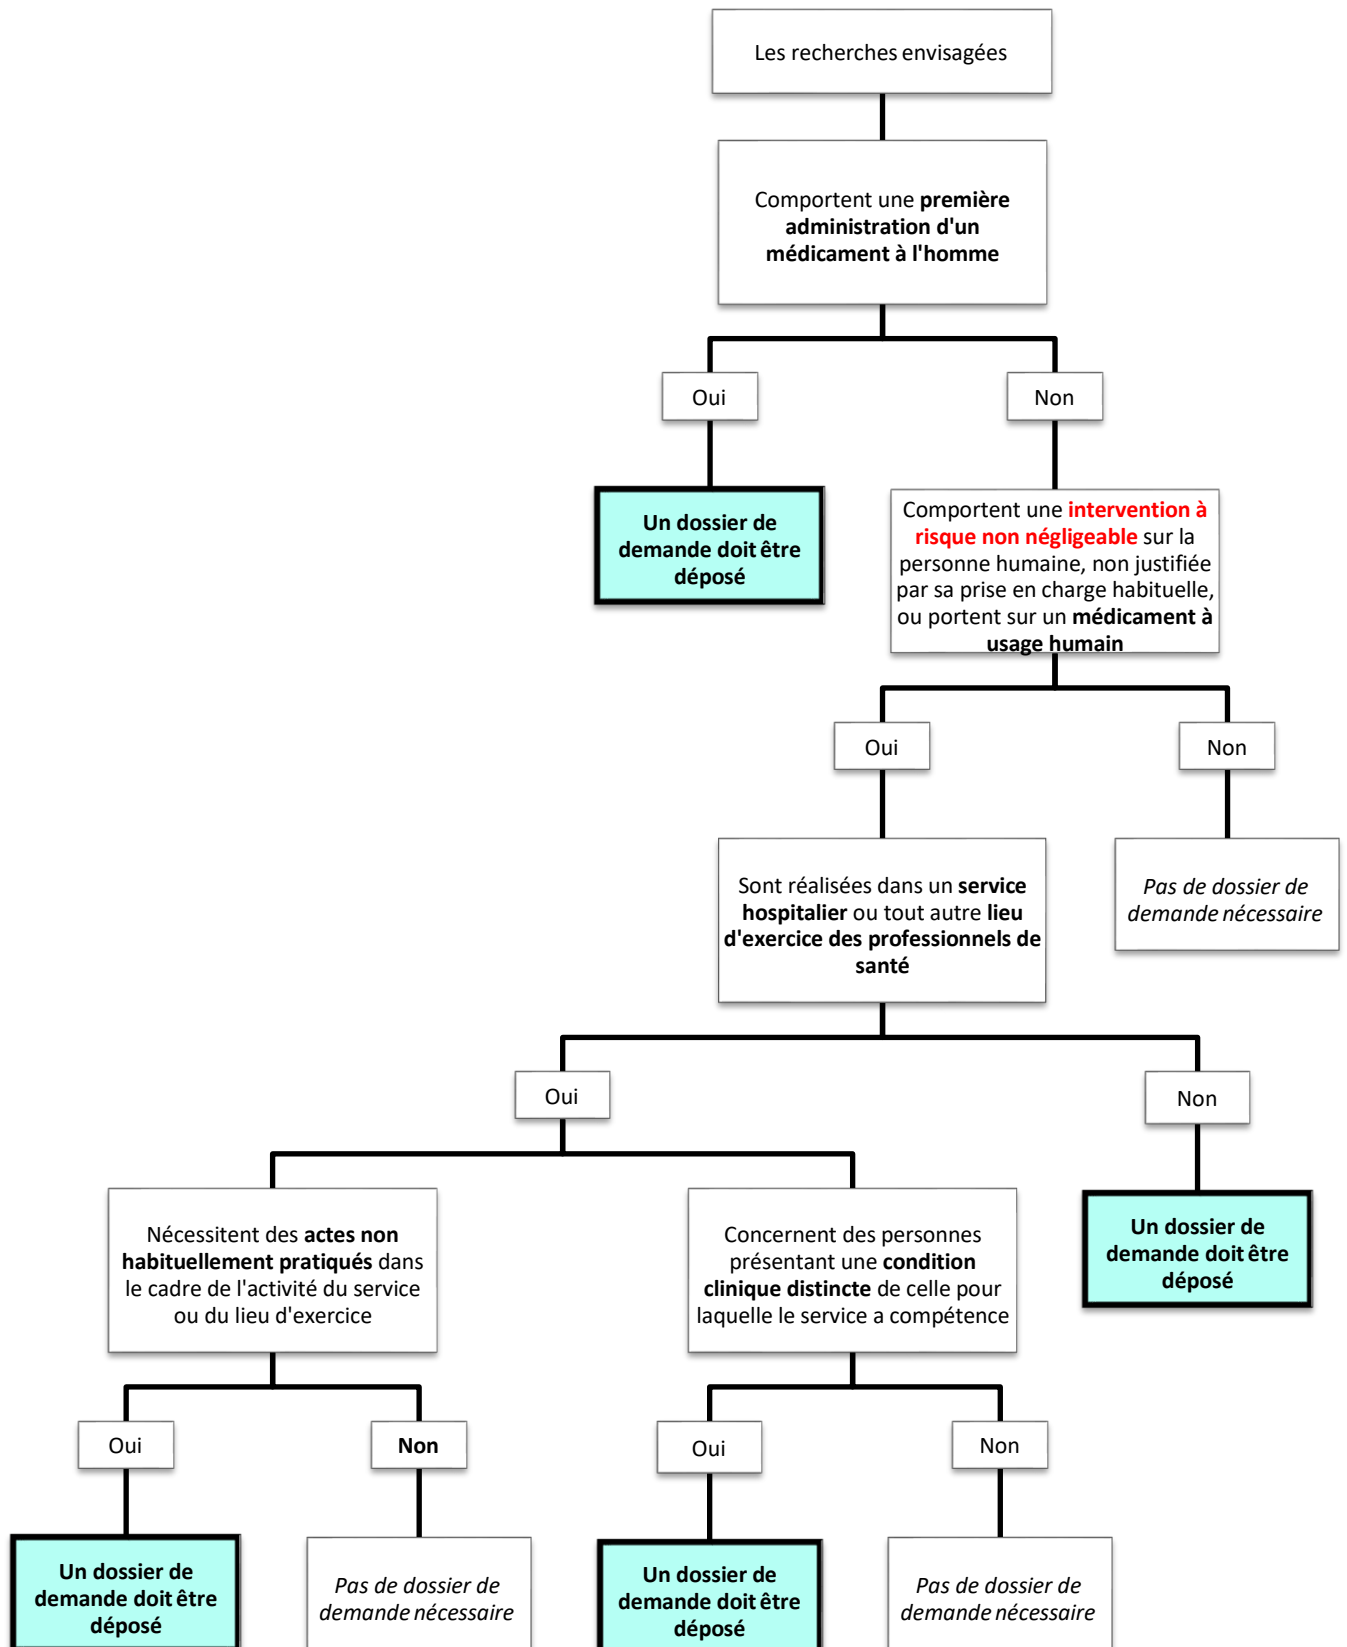 Les recherches envisagées
Comportent une première
administration d'un
médicament à l'homme
Oui
Non
Un dossier de
demande doit être
déposé
Comportent une intervention à
risque non négligeable sur la
personne humaine, non justifiée
par sa prise en charge habituelle,
ou portent sur un médicament à
usage humain
Oui
Non
Sont réalisées dans un service
hospitalier ou tout autre lieu
d'exercice des professionnels de
santé
Pas de dossier de
demande nécessaire
Oui
Non
Nécessitent des actes non
habituellement pratiqués dans
le cadre de l'activité du service
ou du lieu d'exercice
Concernent des personnes
présentant une condition
clinique distincte de celle pour
laquelle le service a compétence
Un dossier de
demande doit être
déposé
Oui
Non
Oui
Non
Un dossier de
demande doit être
déposé
Pas de dossier de
demande nécessaire
Un dossier de
demande doit être
déposé
Pas de dossier de
demande nécessaire